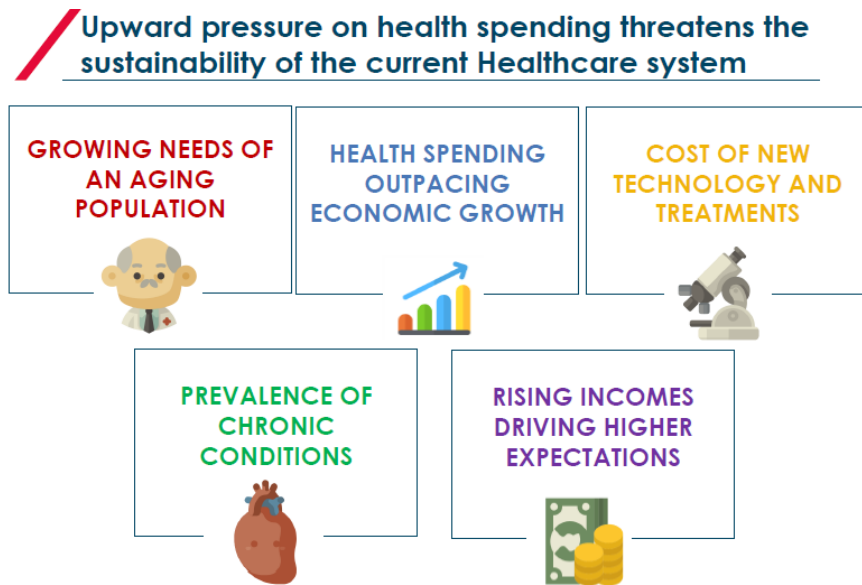 Upward pressure on health spending threatens the
sustainability of the current Healthcare system
GROWING NEEDS OF
AN AGING
POPULATION
HEALTH SPENDING
OUTPACING
ECONOMIC GROWTH
COST OF NEW
TECHNOLOGY AND
TREATMENTS
PREVALENCE OF
CHRONIC
CONDITIONS
RISING INCOMES
DRIVING HIGHER
EXPECTATIONS